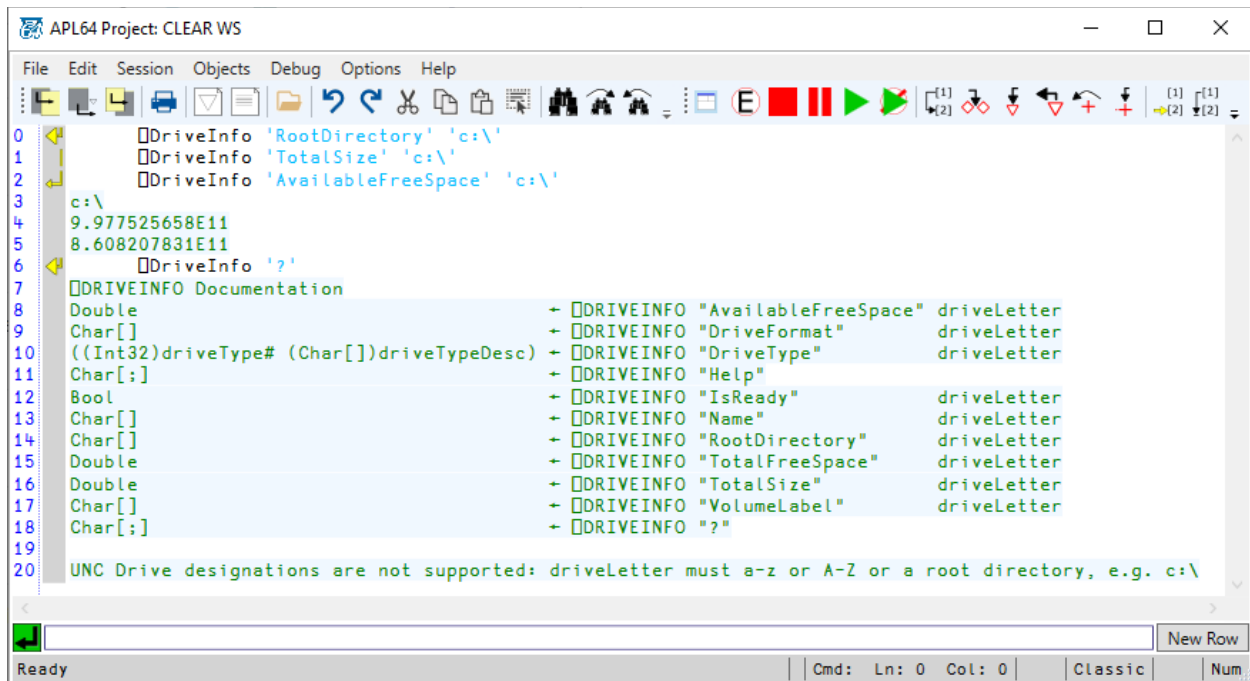 APL64 Project: CLEAR WS
File Edit Session Objects Debug Options Help
0 ⎕DriveInfo 'RootDirectory' 'c:\'
1 ⎕DriveInfo 'TotalSize' 'c:\'
2 ⎕DriveInfo 'AvailableFreeSpace' 'c:\'
3 c:\
4 9.977525658E11
5 8.608207831E11
6 ⎕DriveInfo '?'
7 ⎕DRIVEINFO Documentation
8 Double ← ⎕DRIVEINFO "AvailableFreeSpace" driveLetter
9 Char[] ← ⎕DRIVEINFO "DriveFormat" driveLetter
10 ((Int32)driveType# (Char[])driveTypeDesc) ← ⎕DRIVEINFO "DriveType" driveLetter
11 Char[;] ← ⎕DRIVEINFO "Help"
12 Bool ← ⎕DRIVEINFO "IsReady" driveLetter
13 Char[] ← ⎕DRIVEINFO "Name" driveLetter
14 Char[] ← ⎕DRIVEINFO "RootDirectory" driveLetter
15 Double ← ⎕DRIVEINFO "TotalFreeSpace" driveLetter
16 Double ← ⎕DRIVEINFO "TotalSize" driveLetter
17 Char[] ← ⎕DRIVEINFO "VolumeLabel" driveLetter
18 Char[;] ← ⎕DRIVEINFO "?"
19
20 UNC Drive designations are not supported: driveLetter must a-z or A-Z or a root directory, e.g. c:\
New Row
Ready Cmd: Ln: 0 Col: 0 Classic Num